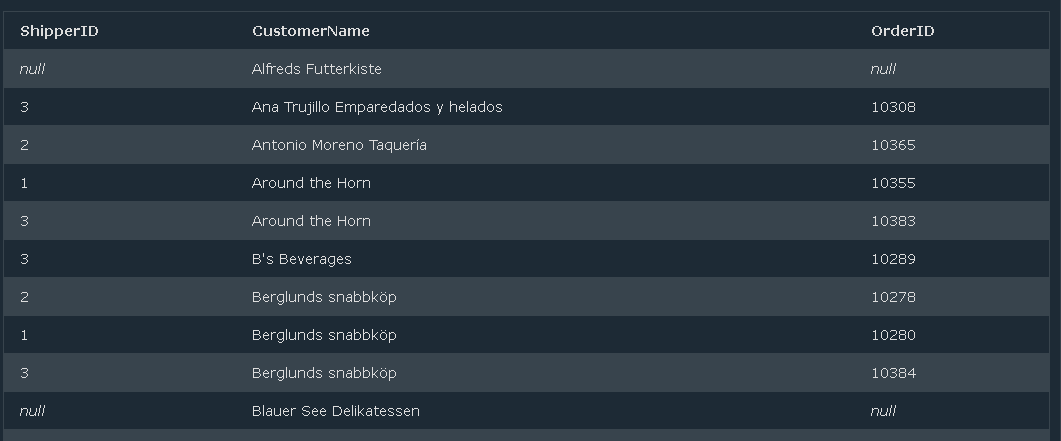 ShipperID CustomerName OrderID
null Alfreds Futterkiste null
3 Ana Trujillo Emparedados y helados 10308
2 Antonio Moreno Taquería 10365
1 Around the Horn 10355
3 Around the Horn 10383
3 B's Beverages 10289
2 Berglunds snabbköp 10278
1 Berglunds snabbköp 10280
3 Berglunds snabbköp 10384
null Blauer See Delikatessen null